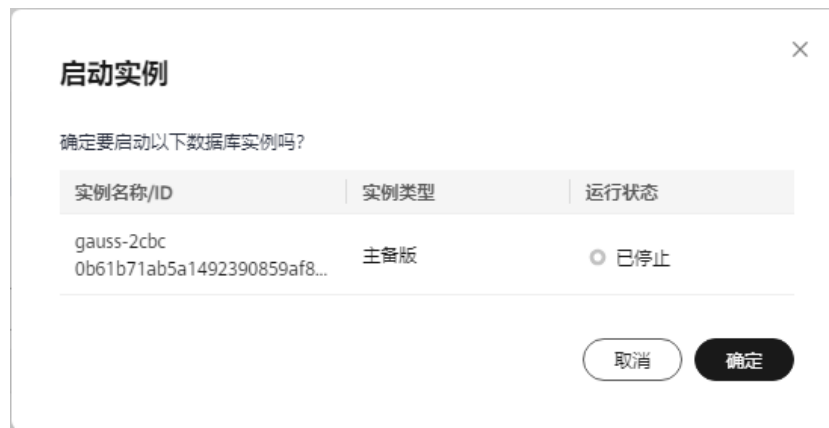 启动实例
确定要启动以下数据库实例吗?
实例名称/ID 实例类型 运行状态
gauss-2cbc
0b61b71ab5a1492390859af8...
主备版
已停止
取消 确定